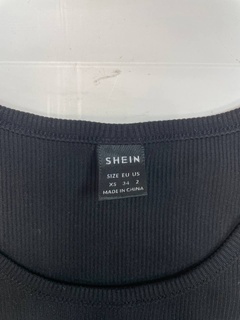 SHEIN
SIZE EU US
XS 34 2
MADE IN CHINA